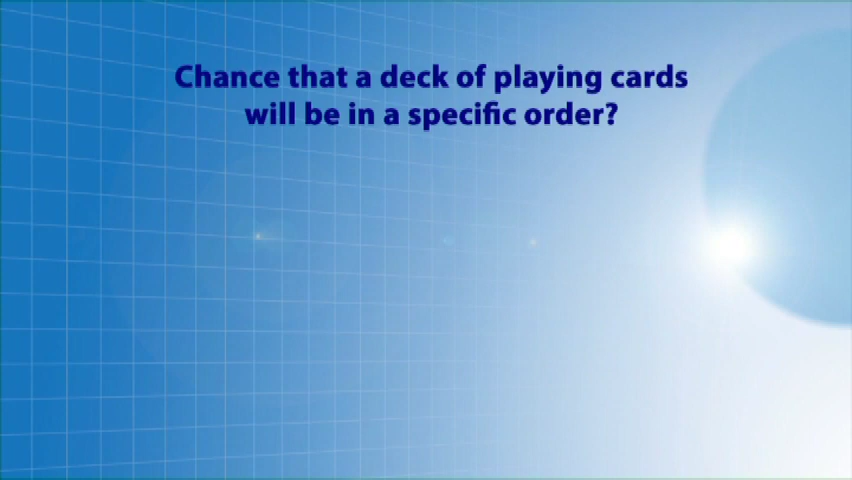 Chance that a deck of playing cards
will be in a specific order?